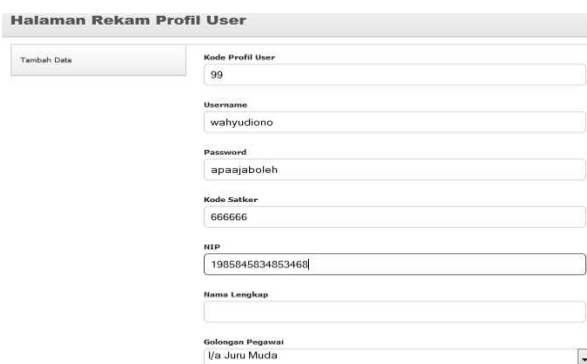 Halaman Rekam Profil User
Tambah Data
Kode Profil User
99
Username
wahyudiono
Password
apaajaboleh
Kode Satker
666666
NIP
1985845834853468
Nama Lengkap
Golongan Pegawai
I/a Juru Muda